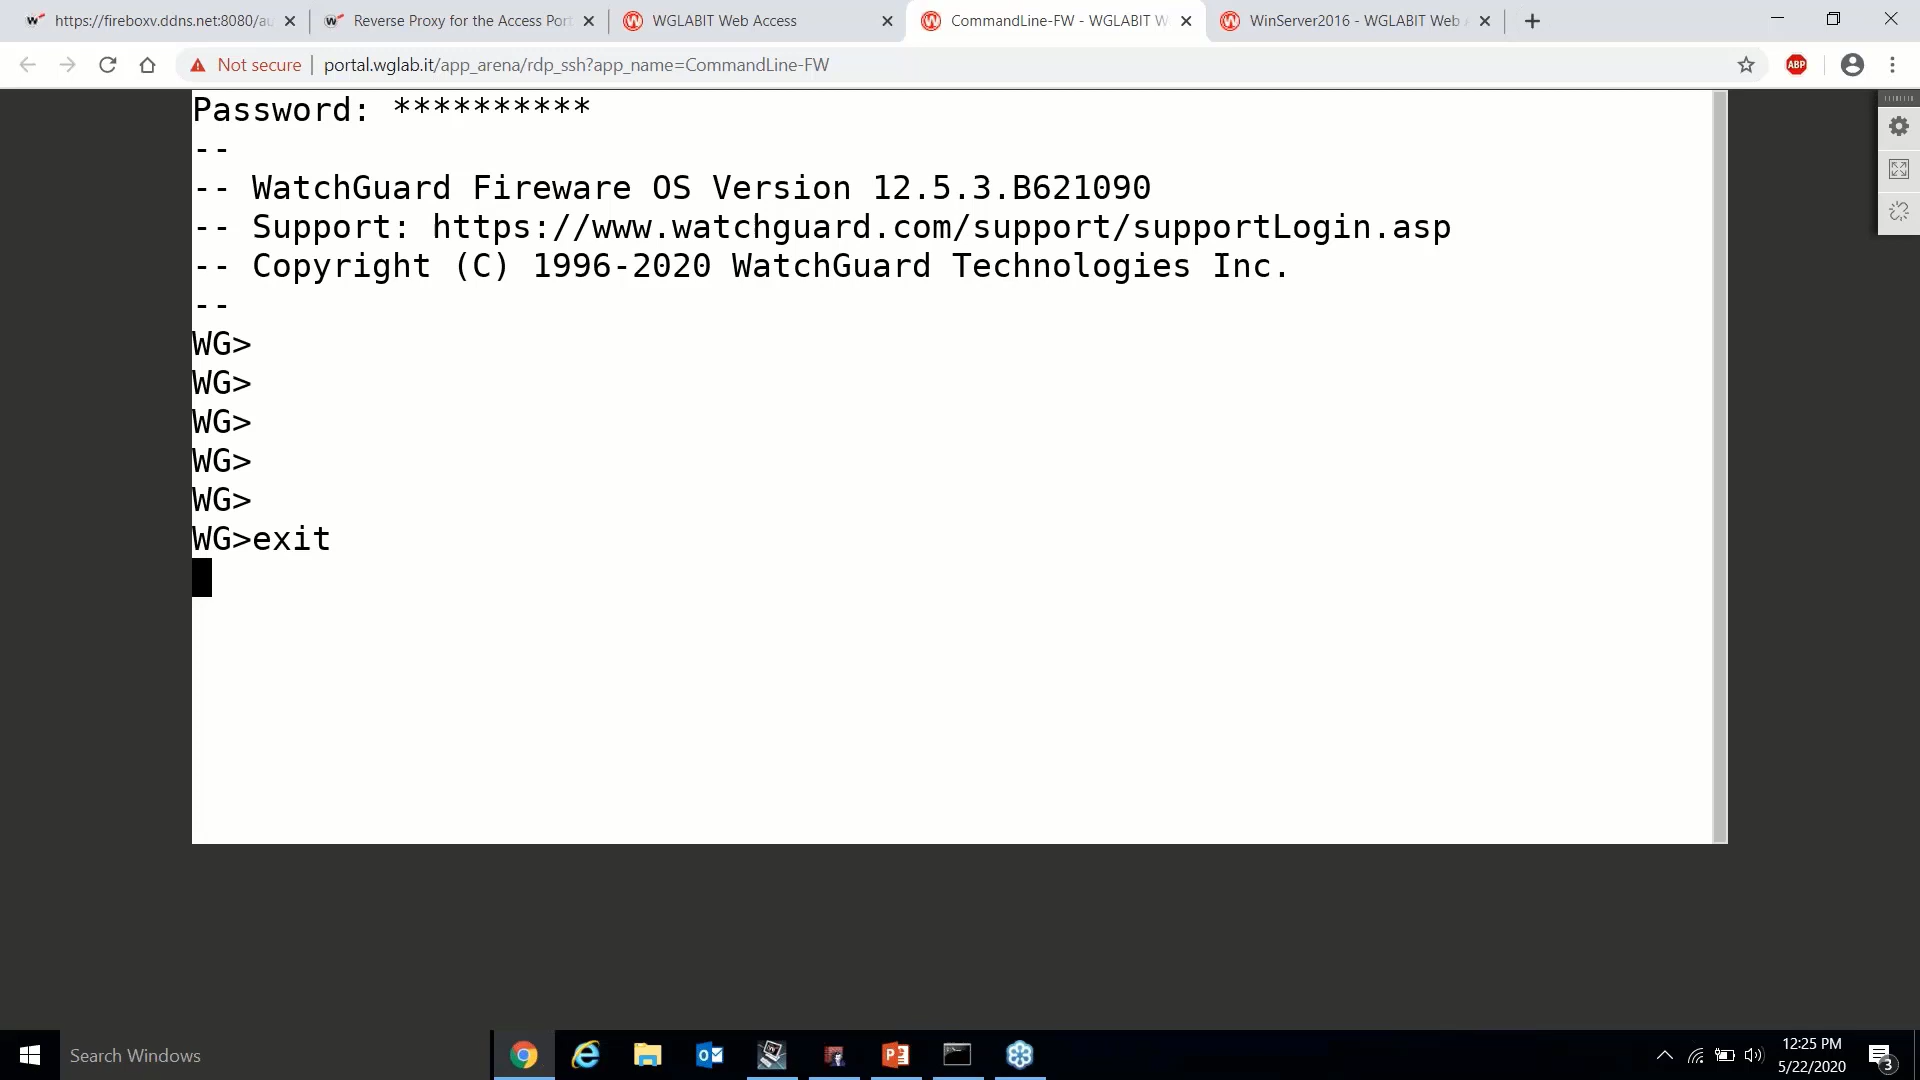 https://fireboxv.ddns.net:8080/au
Reverse Proxy for the Access Port
WGLABIT Web Access
CommandLine-FW - WGLABIT W
WinServer2016 - WGLABIT Web
Not secure
portal.wglab.it/app_arena/rdp_ssh?app_name=CommandLine-FW
ABP
Password: **********
--
-- WatchGuard Fireware OS Version 12.5.3.B621090
-- Support: https://www.watchguard.com/support/supportLogin.asp
-- Copyright (C) 1996-2020 WatchGuard Technologies Inc.
--
WG>
WG>
WG>
WG>
WG>
WG>exit
Search Windows
12:25 PM
5/22/2020
3